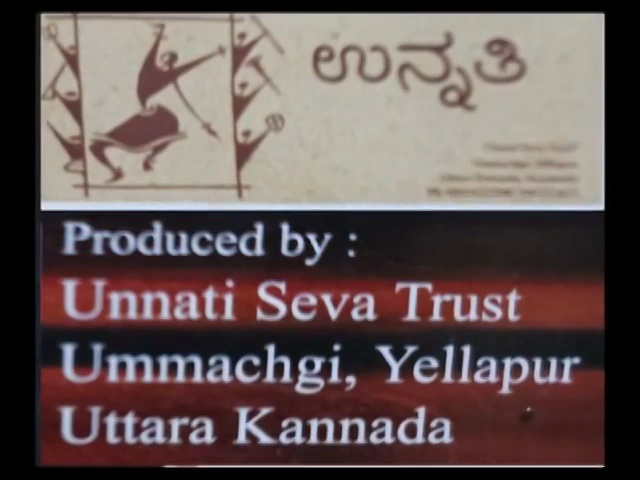 ಉನ್ನತಿ
Produced by :
Unnati Seva Trust
Ummachgi, Yellapur
Uttara Kannada